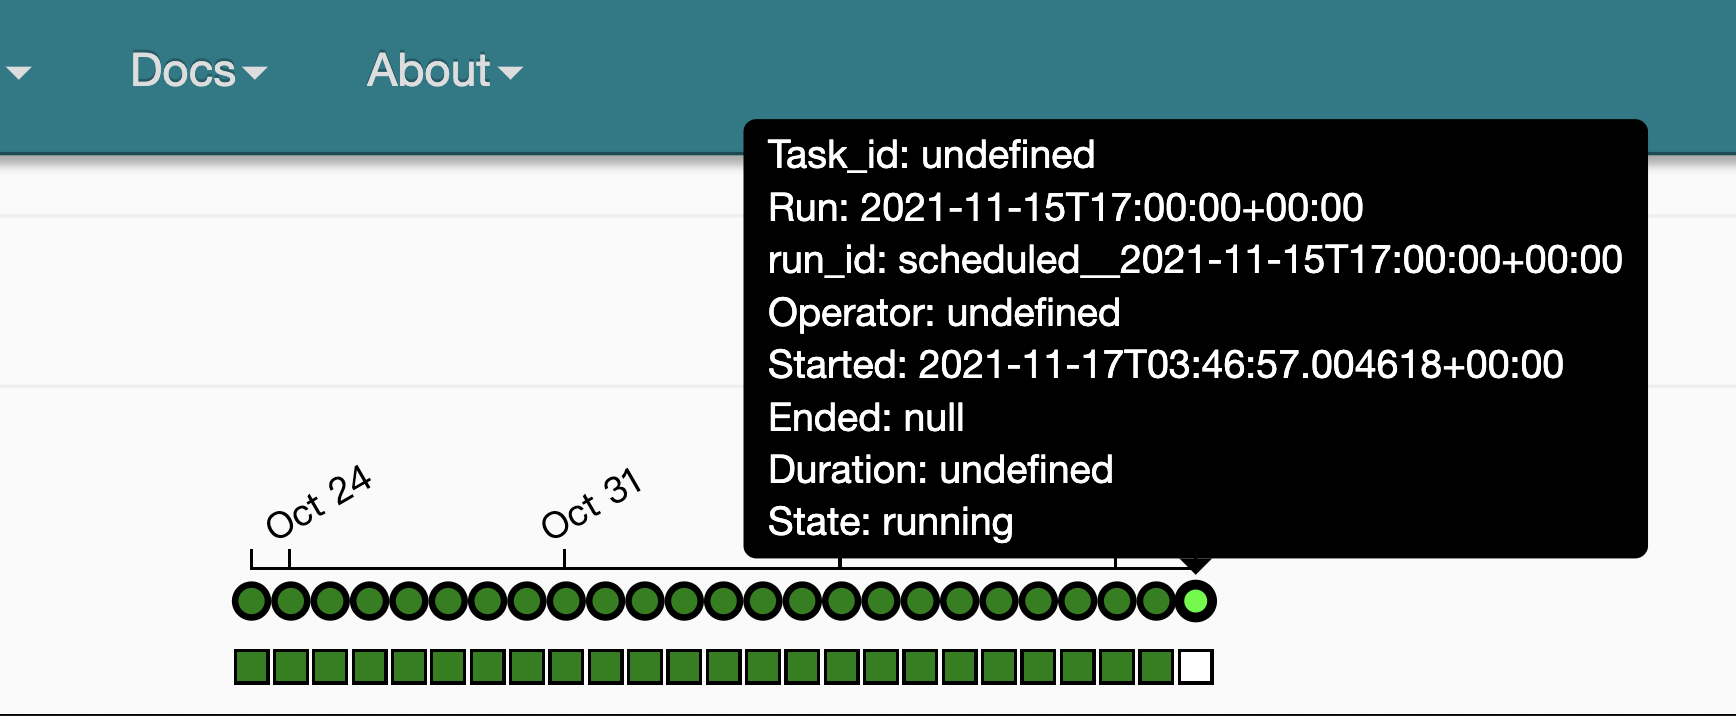 Docs
About
Task_id: undefined
Run: 2021-11-15T17:00:00+00:00
run_id: scheduled__2021-11-15T17:00:00+00:00
Operator: undefined
Started: 2021-11-17T03:46:57.004618+00:00
Ended: null
Duration: undefined
State: running
Oct 24
Oct 31